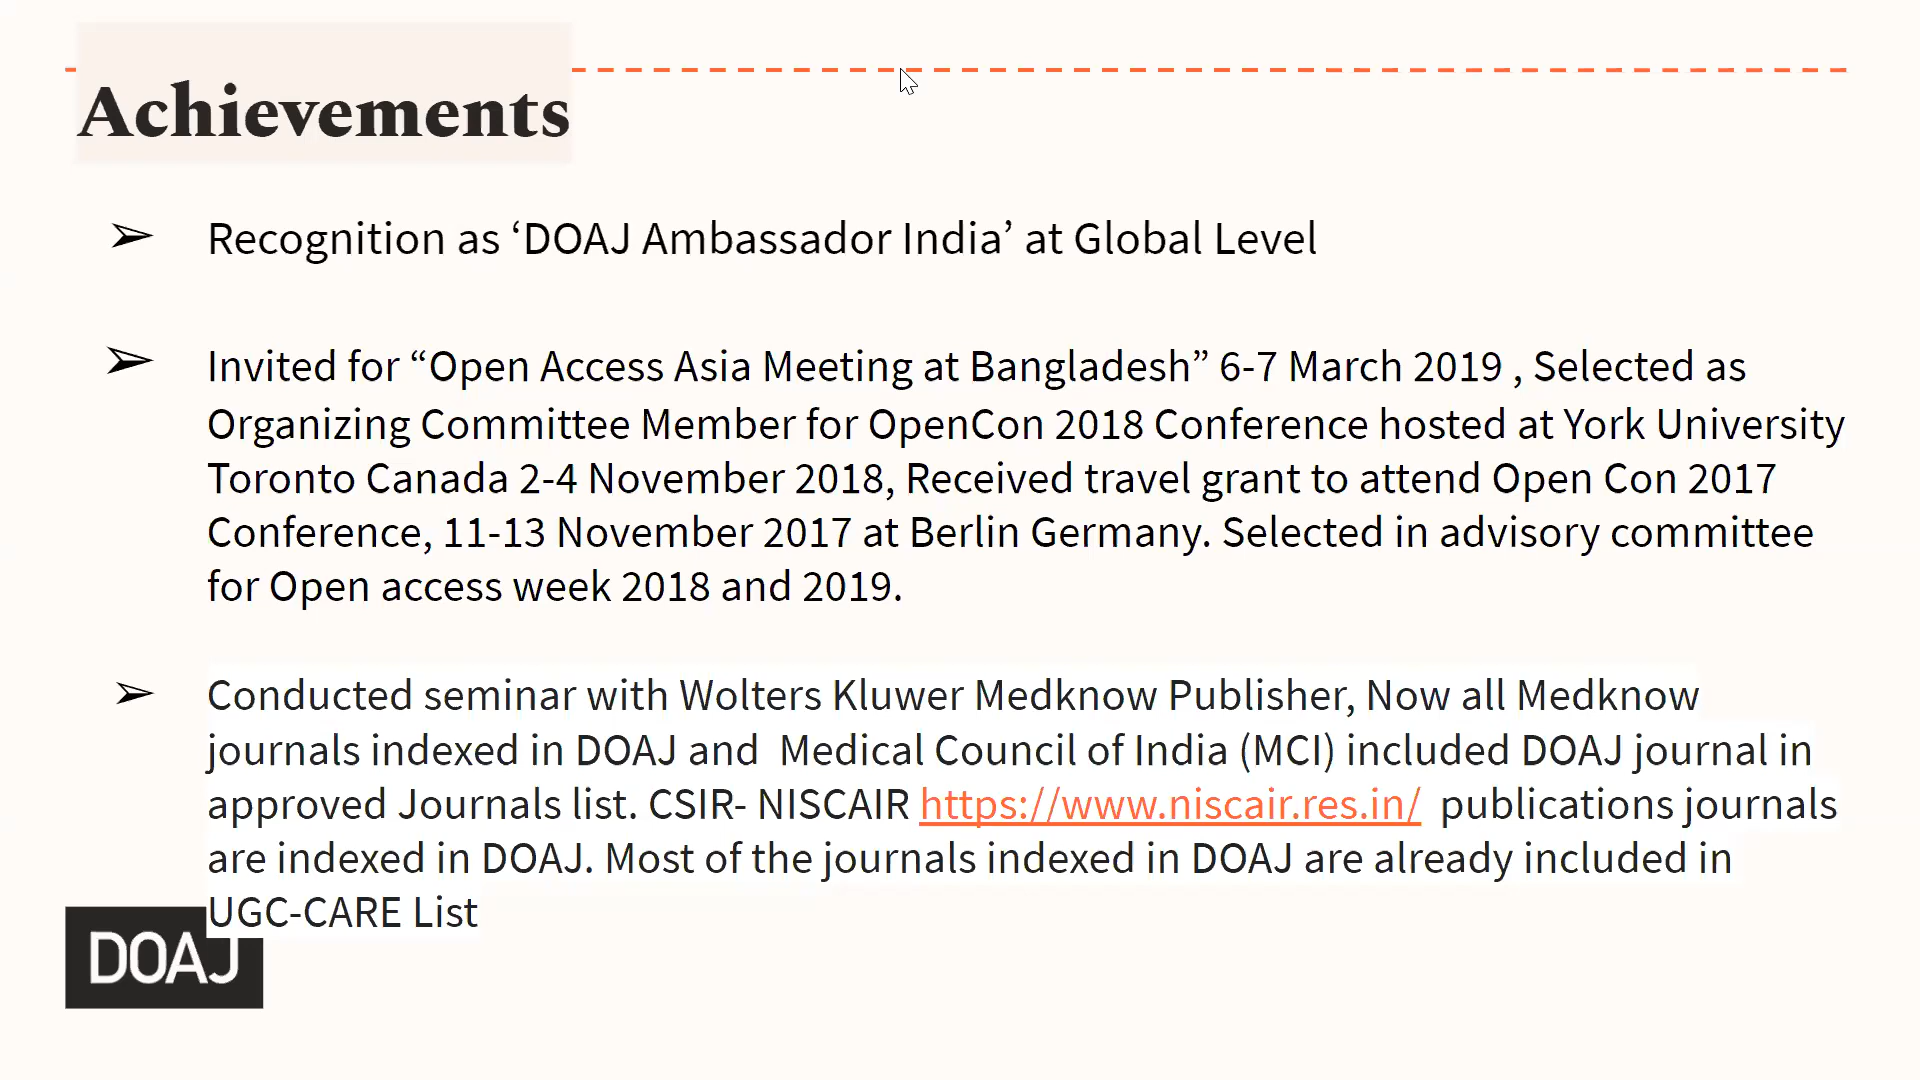 Achievements
➢ Recognition as ‘DOAJ Ambassador India’ at Global Level
➢ Invited for “Open Access Asia Meeting at Bangladesh” 6-7 March 2019 , Selected as
Organizing Committee Member for OpenCon 2018 Conference hosted at York University
Toronto Canada 2-4 November 2018, Received travel grant to attend Open Con 2017
Conference, 11-13 November 2017 at Berlin Germany. Selected in advisory committee
for Open access week 2018 and 2019.
➢ Conducted seminar with Wolters Kluwer Medknow Publisher, Now all Medknow
journals indexed in DOAJ and  Medical Council of India (MCI) included DOAJ journal in
approved Journals list. CSIR- NISCAIR https://www.niscair.res.in/  publications journals
are indexed in DOAJ. Most of the journals indexed in DOAJ are already included in
UGC-CARE List
DOAJ